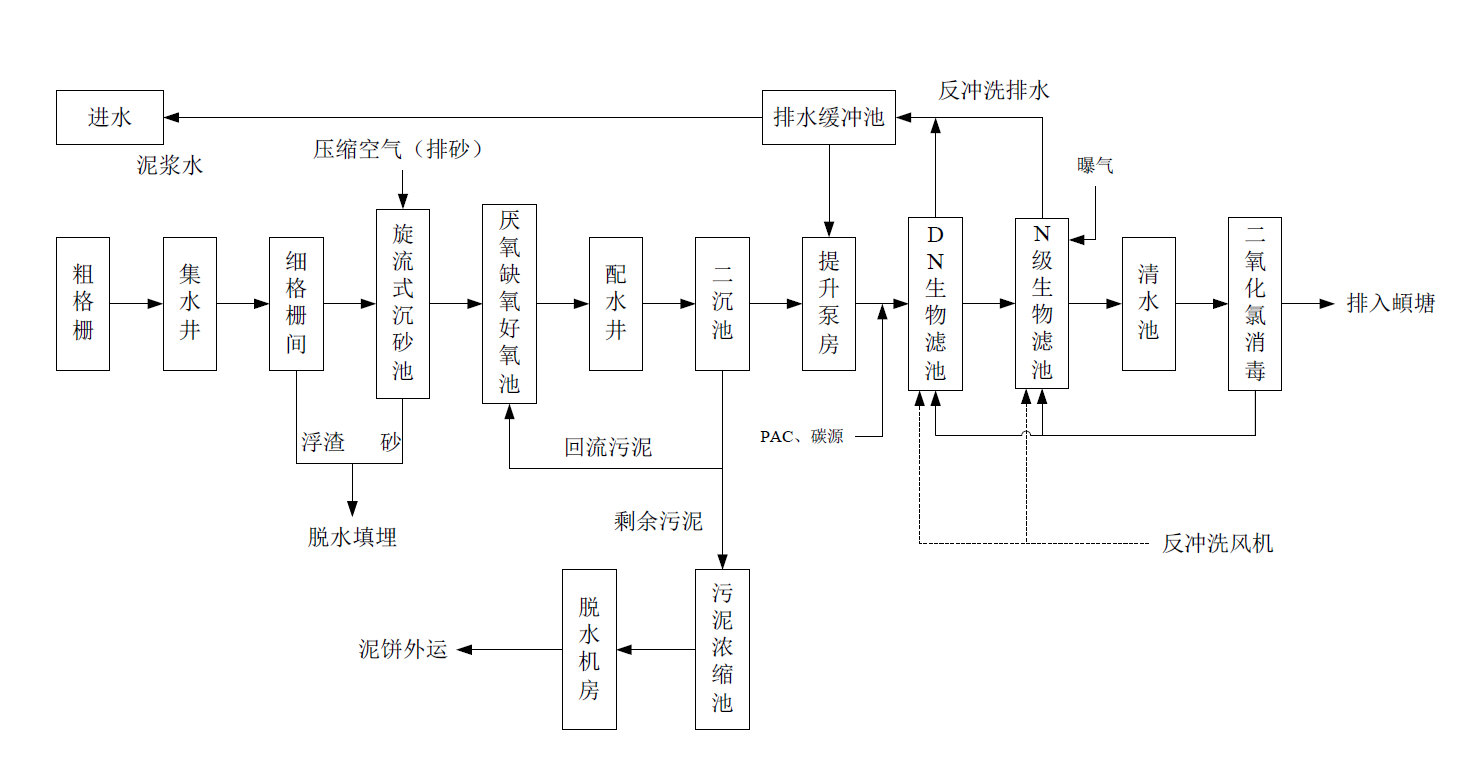 反冲洗排水
进水
排水缓冲池
泥浆水
压缩空气（排砂）
曝气
粗格栅
集水井
细格栅间
旋流式沉砂池
厌氧缺氧好氧池
配水井
二沉池
提升泵房
DN生物滤池
N级生物滤池
清水池
二氧化氯消毒
排入頔塘
PAC、碳源
浮渣
砂
回流污泥
脱水填埋
剩余污泥
反冲洗风机
脱水机房
污泥浓缩池
泥饼外运